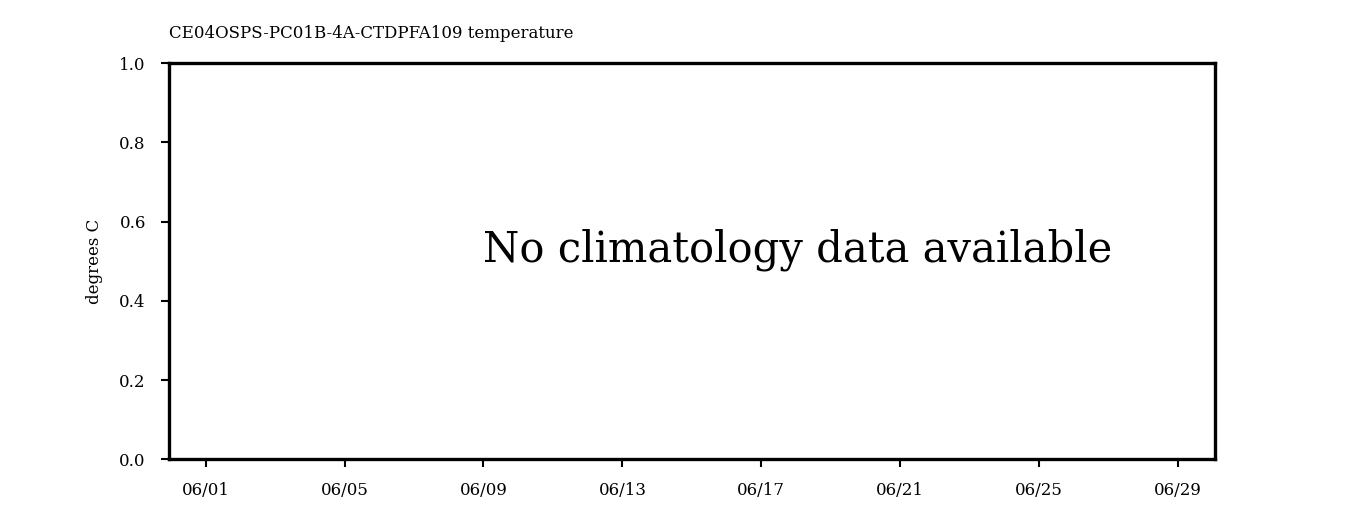 CE04OSPS-PC01B-4A-CTDPFA109 temperature
1.0
0.8
0.6
0.4
0.2
0.0
degrees C
No climatology data available
06/01 06/05 06/09 06/13 06/17 06/21 06/25 06/29